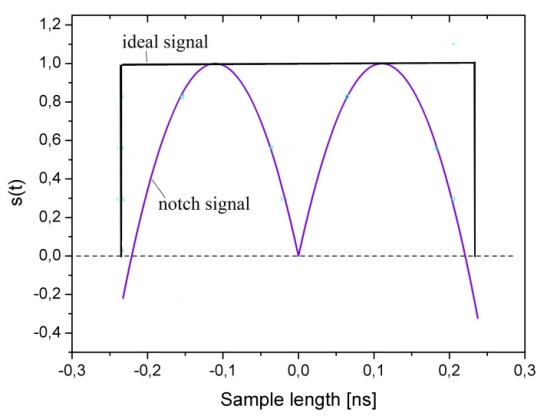 1,2
ideal signal
1,0
0,8
0,6
s(t)
0,4
notch signal
0,2
0,0
-0,2
-0,4
-0,3 -0,2 -0,1 0,0 0,1 0,2 0,3
Sample length [ns]